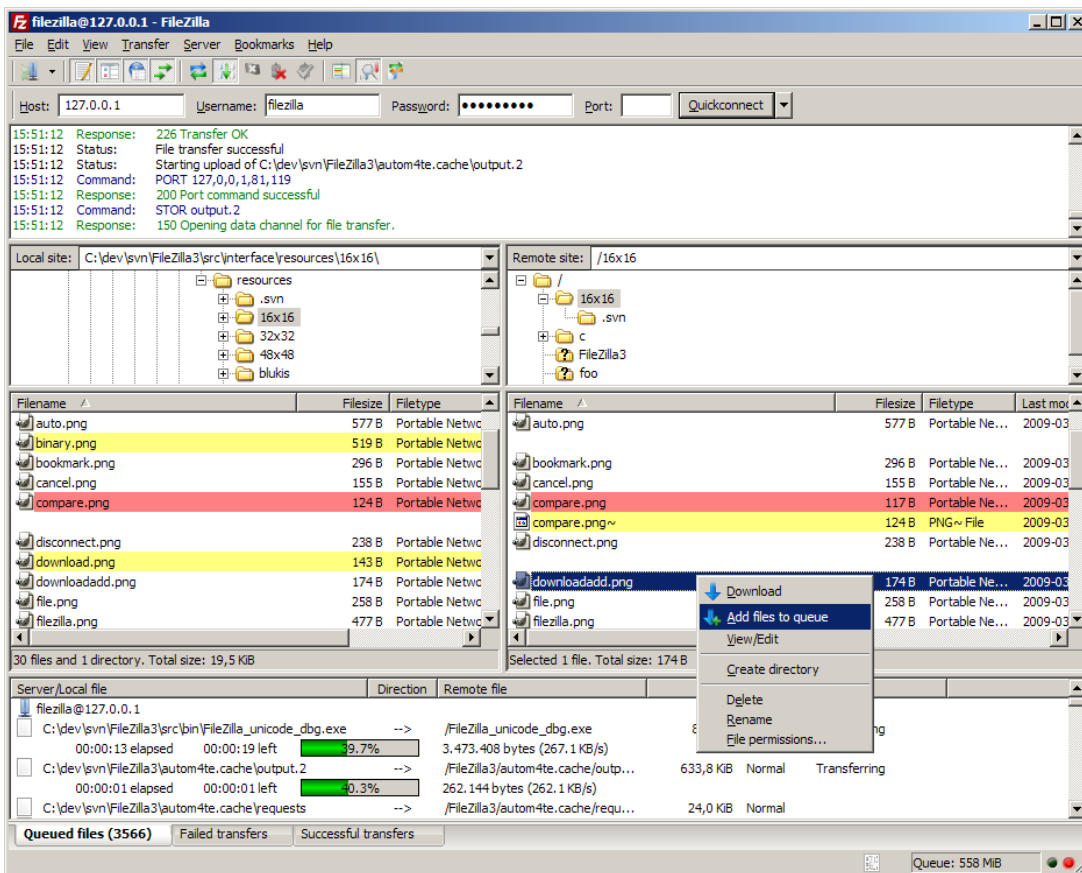 filezilla@127.0.0.1 - FileZilla
File Edit View Transfer Server Bookmarks Help
Host: 127.0.0.1 Username: filezilla Password: ●●●●●●●●● Port: Quickconnect
15:51:12 Response: 226 Transfer OK
15:51:12 Status: File transfer successful
15:51:12 Status: Starting upload of C:\dev\svn\FileZilla3\autom4te.cache\output.2
15:51:12 Command: PORT 127,0,0,1,81,119
15:51:12 Response: 200 Port command successful
15:51:12 Command: STOR output.2
15:51:12 Response: 150 Opening data channel for file transfer.
Local site: C:\dev\svn\FileZilla3\src\interface\resources\16x16\
resources
.svn
16x16
32x32
48x48
blukis
Remote site: /16x16
/
16x16
.svn
c
FileZilla3
foo
Filename Filesize Filetype
auto.png 577 B Portable Netwo
binary.png 519 B Portable Netwo
bookmark.png 296 B Portable Netwo
cancel.png 155 B Portable Netwo
compare.png 124 B Portable Netwo
disconnect.png 238 B Portable Netwo
download.png 143 B Portable Netwo
downloadadd.png 174 B Portable Netwo
file.png 258 B Portable Netwo
filezilla.png 477 B Portable Netwo
30 files and 1 directory. Total size: 19,5 KiB
Filename Filesize Filetype Last mod
auto.png 577 B Portable Ne... 2009-03
bookmark.png 296 B Portable Ne... 2009-03
cancel.png 155 B Portable Ne... 2009-03
compare.png 117 B Portable Ne... 2009-03
compare.png~ 124 B PNG~ File 2009-03
disconnect.png 238 B Portable Ne... 2009-03
downloadadd.png 174 B Portable Ne... 2009-03
file.png 258 B Portable Ne... 2009-03
filezilla.png 477 B Portable Ne... 2009-03
Selected 1 file. Total size: 174 B
Download
Add files to queue
View/Edit
Create directory
Delete
Rename
File permissions...
Server/Local file Direction Remote file
filezilla@127.0.0.1
C:\dev\svn\FileZilla3\src\bin\FileZilla_unicode_dbg.exe --> /FileZilla_unicode_dbg.exe
00:00:13 elapsed 00:00:19 left 39.7% 3.473.408 bytes (267.1 KB/s)
C:\dev\svn\FileZilla3\autom4te.cache\output.2 --> /FileZilla3/autom4te.cache/outp... 633,8 KiB Normal Transferring
00:00:01 elapsed 00:00:01 left 40.3% 262.144 bytes (262.1 KB/s)
C:\dev\svn\FileZilla3\autom4te.cache\requests --> /FileZilla3/autom4te.cache/requ... 24,0 KiB Normal
Queued files (3566) Failed transfers Successful transfers
Queue: 558 MiB